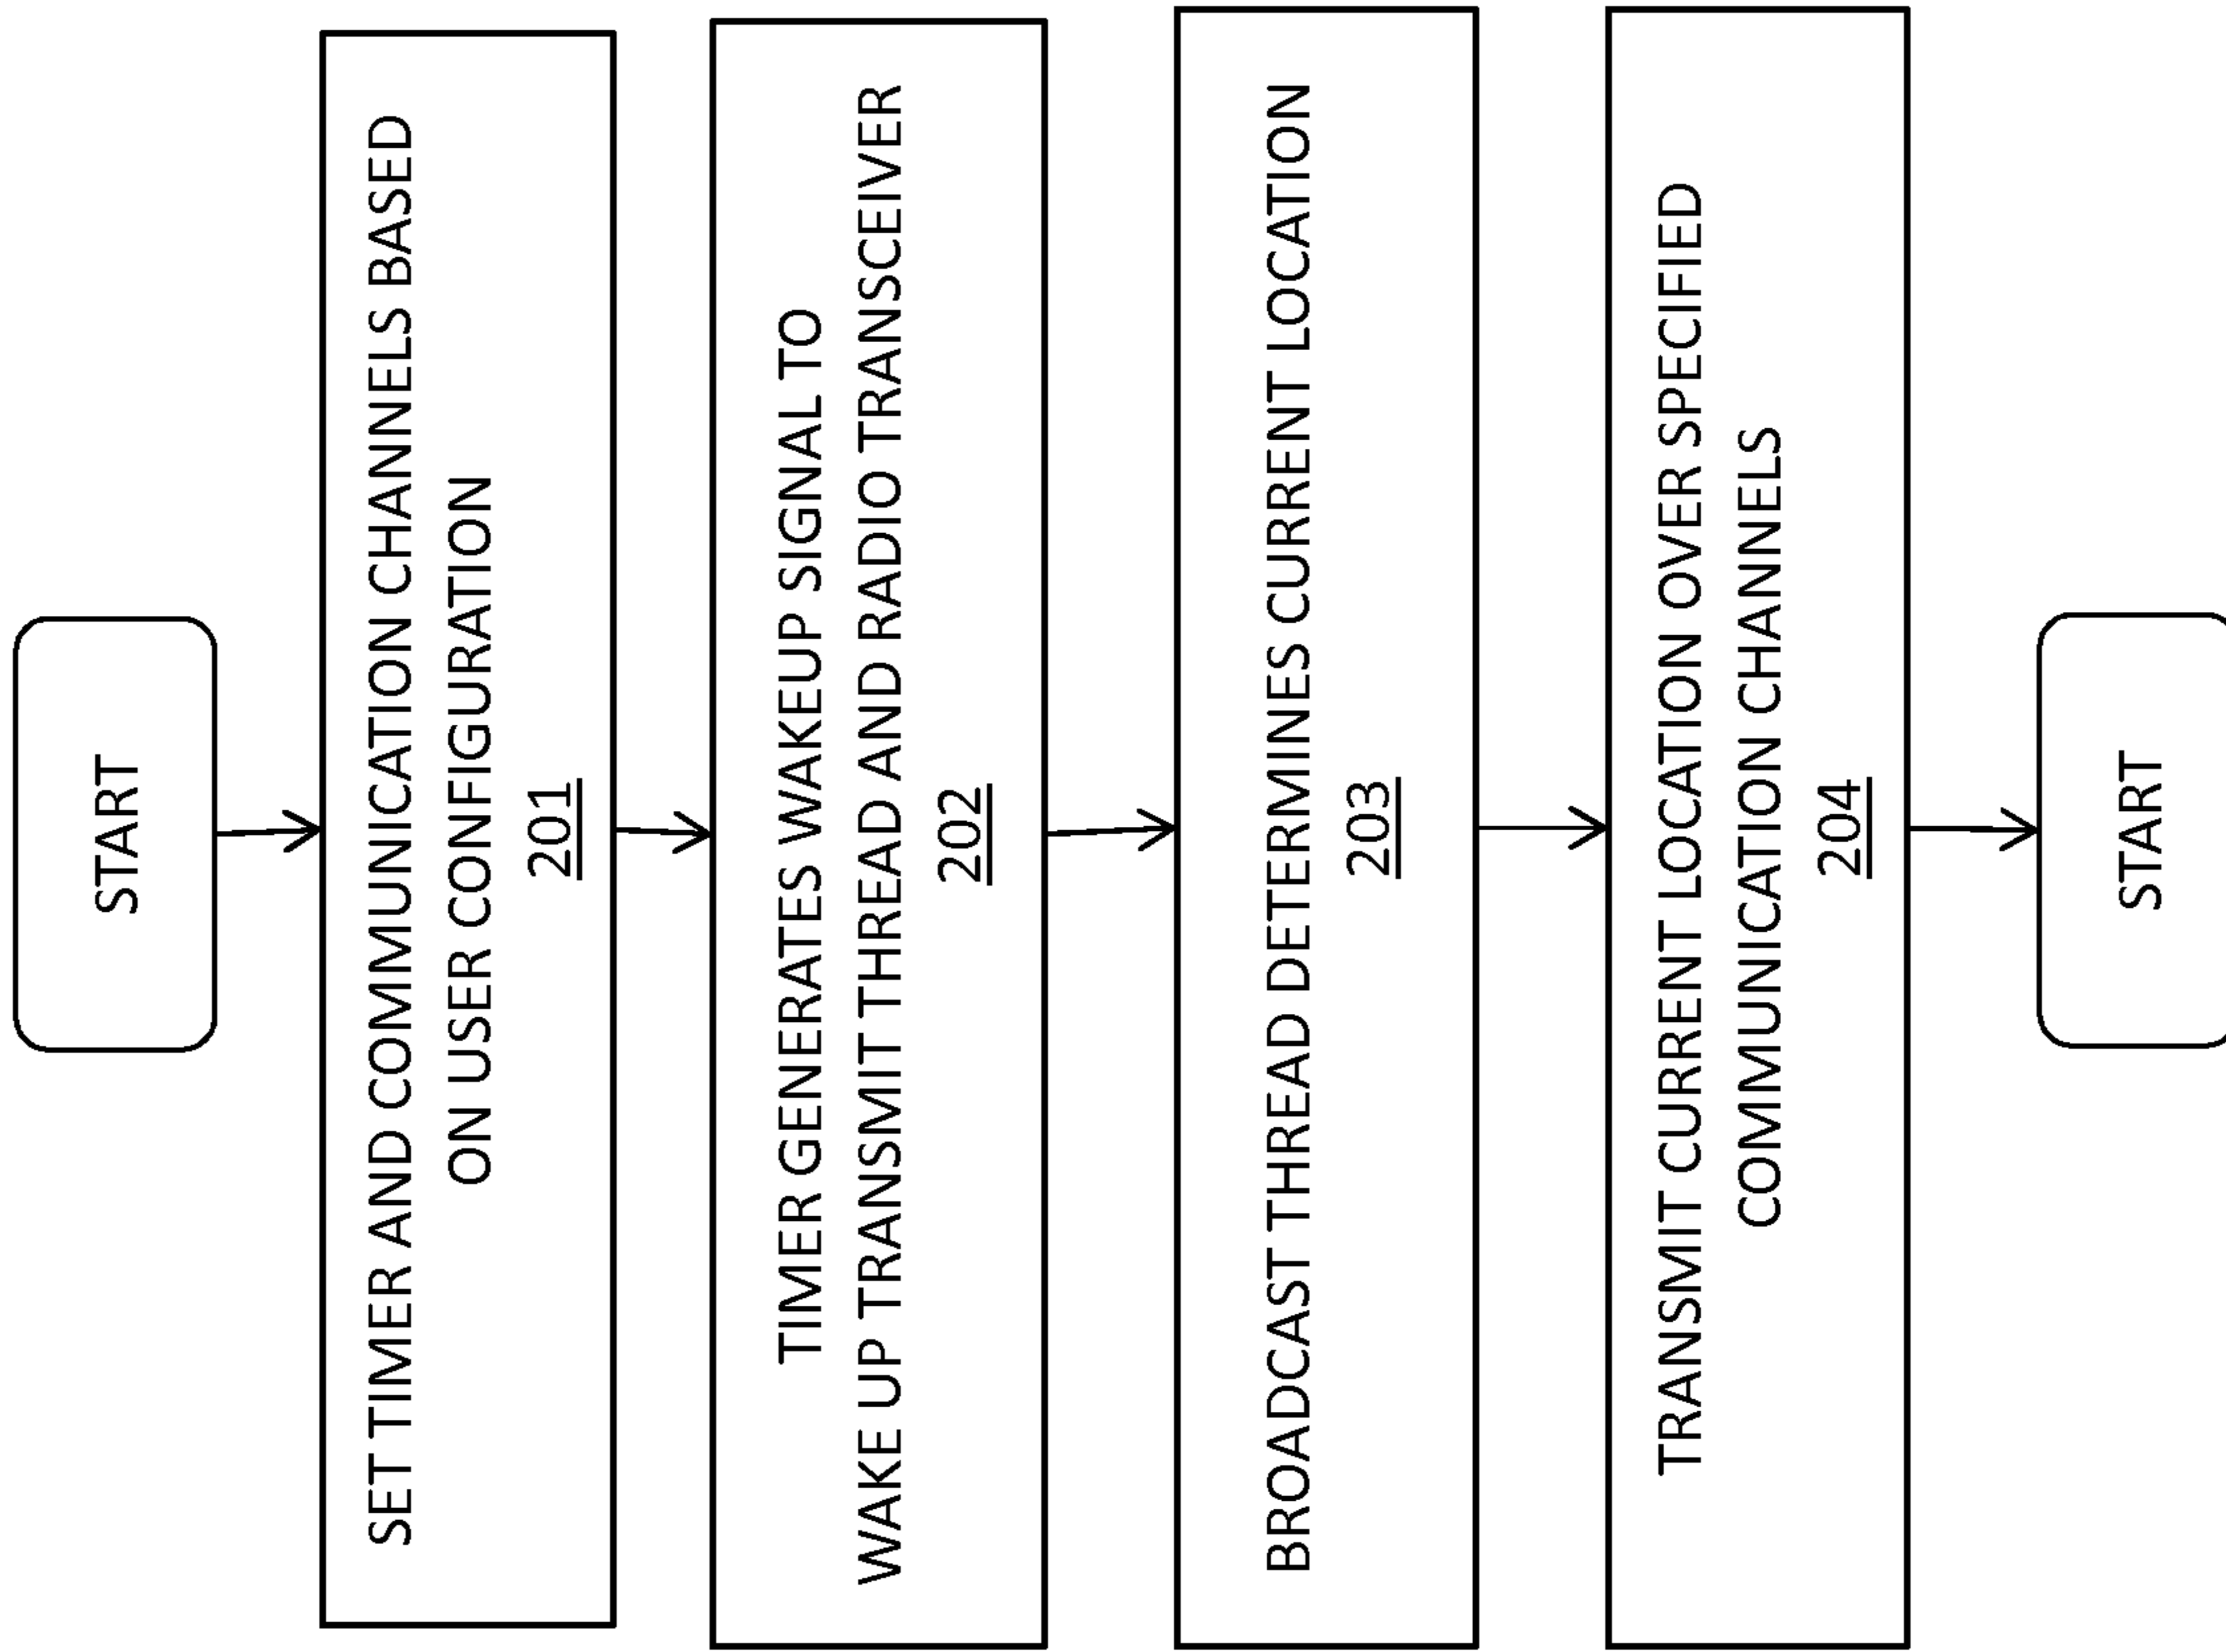 START
SET TIMER AND COMMUNICATION CHANNELS BASED
ON USER CONFIGURATION
201
TIMER GENERATES WAKEUP SIGNAL TO
WAKE UP TRANSMIT THREAD AND RADIO TRANSCEIVER
202
BROADCAST THREAD DETERMINES CURRENT LOCATION
203
TRANSMIT CURRENT LOCATION OVER SPECIFIED
COMMUNICATION CHANNELS
204
START